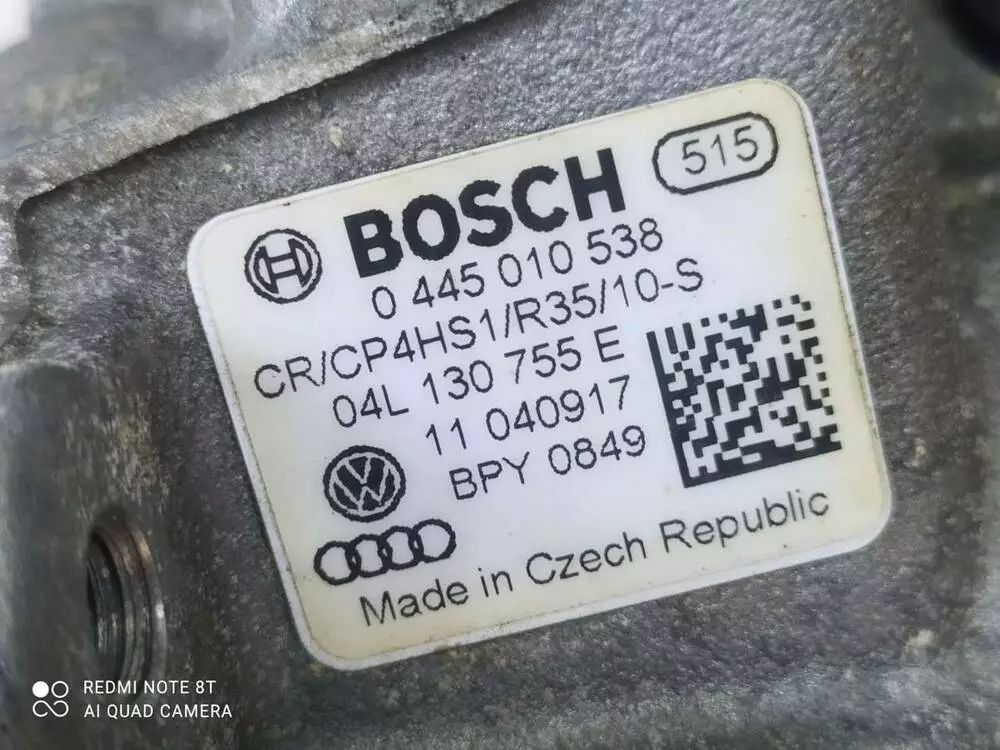 BOSCH 515
0 445 010 538
CR/CP4HS1/R35/10-S
04L 130 755 E
11 040917
BPY 0849
Made in Czech Republic
REDMI NOTE 8T
AI QUAD CAMERA